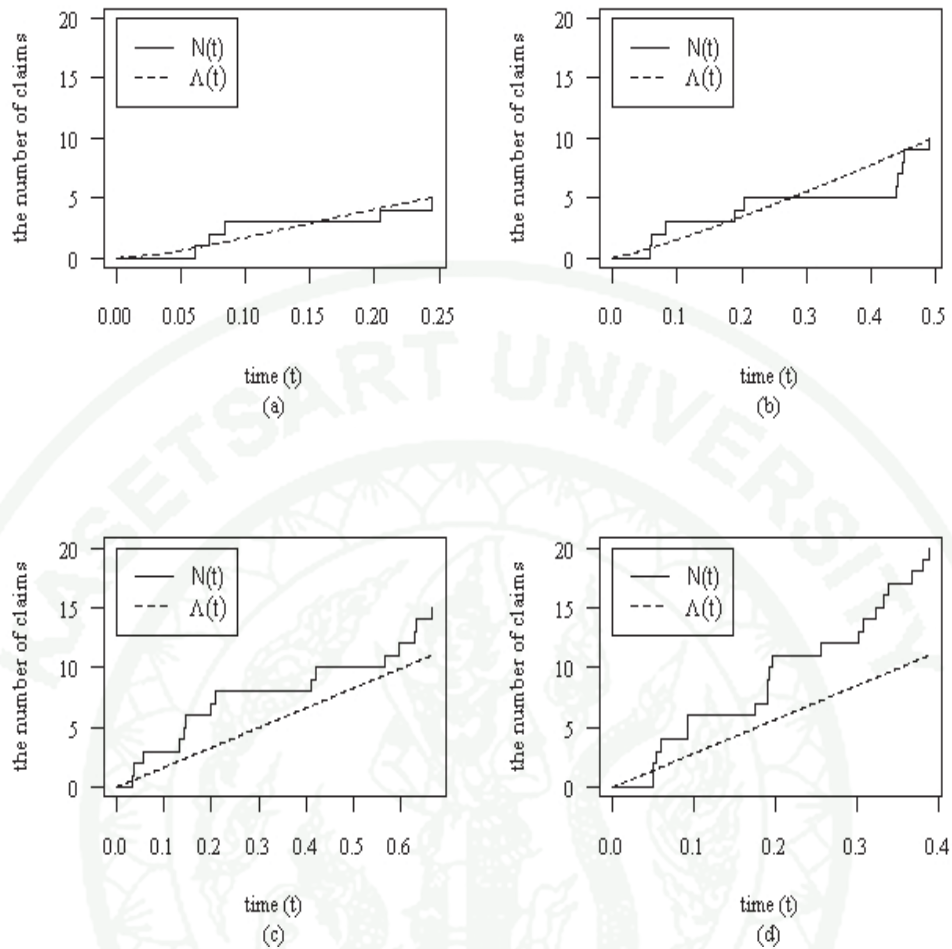 the number of claims
20
15
10
5
0
N(t)
Λ(t)
0.00 0.05 0.10 0.15 0.20 0.25
time (t)
(a)
the number of claims
20
15
10
5
0
N(t)
Λ(t)
0.0 0.1 0.2 0.3 0.4 0.5
time (t)
(b)
KASETSART UNIVERSITY
the number of claims
20
15
10
5
0
N(t)
Λ(t)
0.0 0.1 0.2 0.3 0.4 0.5 0.6
time (t)
(c)
the number of claims
20
15
10
5
0
N(t)
Λ(t)
0.0 0.1 0.2 0.3 0.4
time (t)
(d)